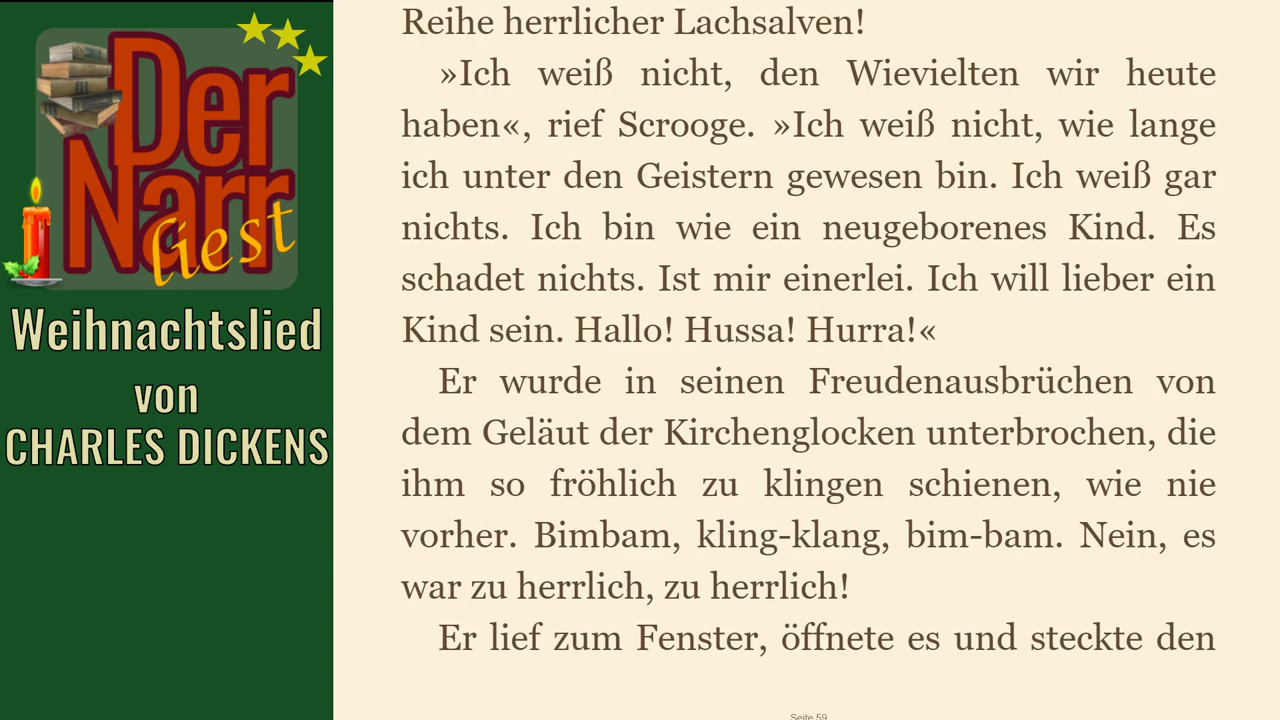 Der
Narr
liest
Weihnachtslied
von
CHARLES DICKENS
Reihe herrlicher Lachsalven!
»Ich weiß nicht, den Wievielten wir heute
haben«, rief Scrooge. »Ich weiß nicht, wie lange
ich unter den Geistern gewesen bin. Ich weiß gar
nichts. Ich bin wie ein neugeborenes Kind. Es
schadet nichts. Ist mir einerlei. Ich will lieber ein
Kind sein. Hallo! Hussa! Hurra!«
Er wurde in seinen Freudenausbrüchen von
dem Geläut der Kirchenglocken unterbrochen, die
ihm so fröhlich zu klingen schienen, wie nie
vorher. Bimbam, kling-klang, bim-bam. Nein, es
war zu herrlich, zu herrlich!
Er lief zum Fenster, öffnete es und steckte den
Seite 59